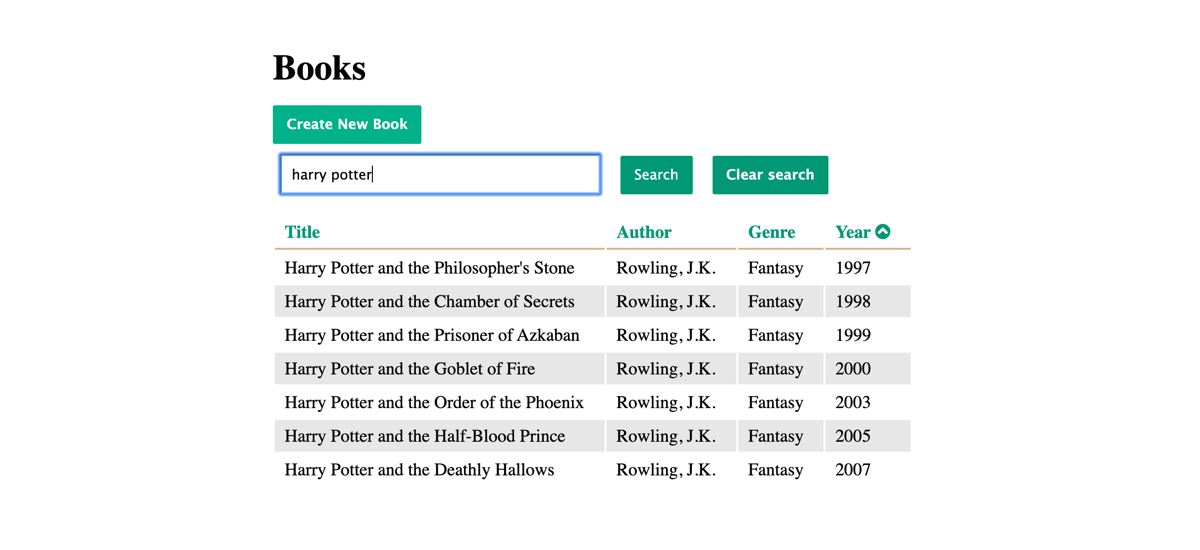 Books
Create New Book
harry potter Search Clear search
Title Author Genre Year
Harry Potter and the Philosopher's Stone Rowling, J.K. Fantasy 1997
Harry Potter and the Chamber of Secrets Rowling, J.K. Fantasy 1998
Harry Potter and the Prisoner of Azkaban Rowling, J.K. Fantasy 1999
Harry Potter and the Goblet of Fire Rowling, J.K. Fantasy 2000
Harry Potter and the Order of the Phoenix Rowling, J.K. Fantasy 2003
Harry Potter and the Half-Blood Prince Rowling, J.K. Fantasy 2005
Harry Potter and the Deathly Hallows Rowling, J.K. Fantasy 2007